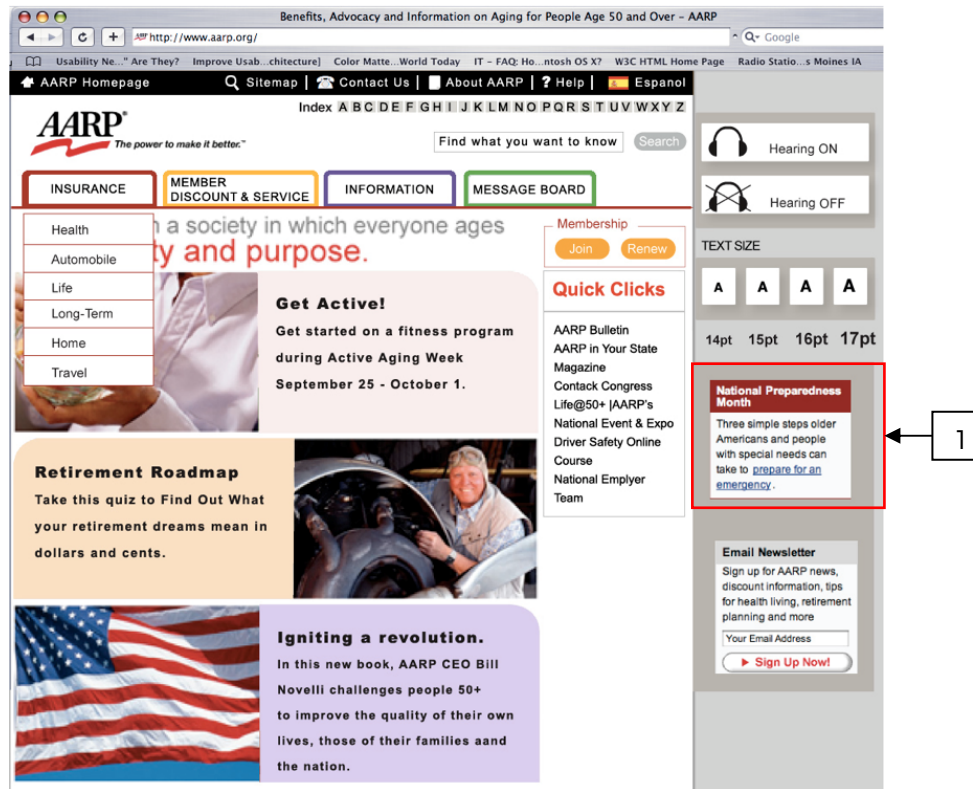 Benefits, Advocacy and Information on Aging for People Age 50 and Over – AARP
http://www.aarp.org/
Google
Usability Ne..." Are They? Improve Usab...chitecture] Color Matte...World Today IT – FAQ: Ho...ntosh OS X? W3C HTML Home Page Radio Statio...s Moines IA
AARP Homepage Sitemap | Contact Us | About AARP | ? Help | Espanol
Index A B C D E F G H I J K L M N O P Q R S T U V W X Y Z
AARP®
The power to make it better.™
Find what you want to know Search
INSURANCE
MEMBER
DISCOUNT & SERVICE
INFORMATION
MESSAGE BOARD
Health
Automobile
Life
Long-Term
Home
Travel
a society in which everyone ages
ty and purpose.
Get Active!
Get started on a fitness program
during Active Aging Week
September 25 - October 1.
Retirement Roadmap
Take this quiz to Find Out What
your retirement dreams mean in
dollars and cents.
Igniting a revolution.
In this new book, AARP CEO Bill
Novelli challenges people 50+
to improve the quality of their own
lives, those of their families aand
the nation.
Membership
Join Renew
Quick Clicks
AARP Bulletin
AARP in Your State
Magazine
Contack Congress
Life@50+ |AARP's
National Event & Expo
Driver Safety Online
Course
National Emplyer
Team
Hearing ON
Hearing OFF
TEXT SIZE
A A A A
14pt 15pt 16pt 17pt
National Preparedness
Month
Three simple steps older
Americans and people
with special needs can
take to prepare for an
emergency.
1
Email Newsletter
Sign up for AARP news,
discount information, tips
for health living, retirement
planning and more
Your Email Address
Sign Up Now!